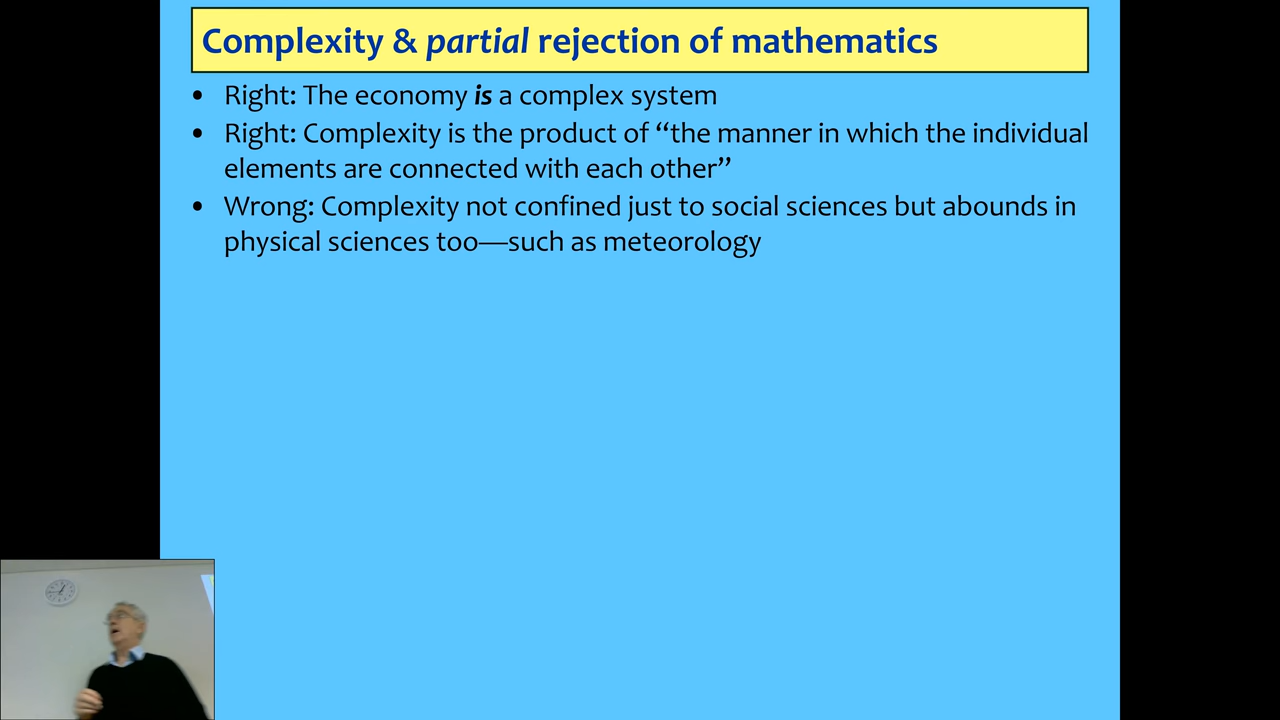 Complexity & partial rejection of mathematics
• Right: The economy is a complex system
• Right: Complexity is the product of “the manner in which the individual
elements are connected with each other”
• Wrong: Complexity not confined just to social sciences but abounds in
physical sciences too—such as meteorology